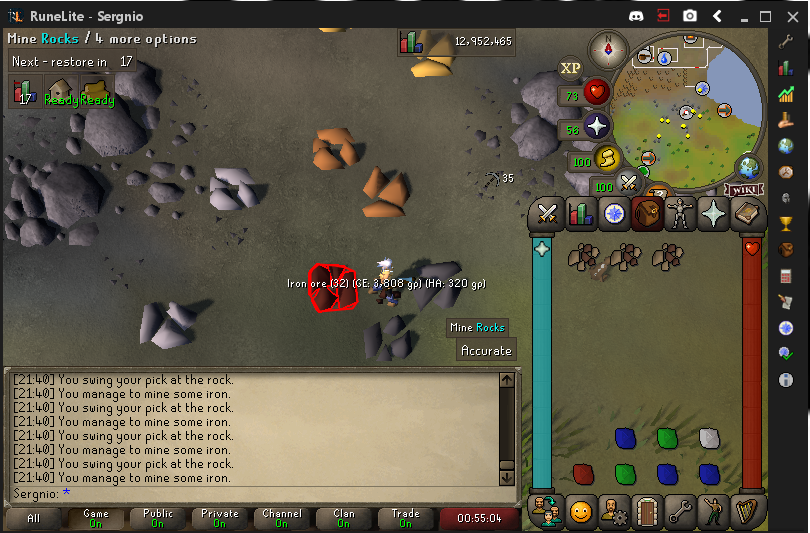 RuneLite - Sergnio
Mine Rocks / 4 more options
12,952,465
Next - restore in 17
XP
N
17
Ready
Ready
73
56
100
100
WIKI
35
Iron ore (32) (GE: 3,808 gp) (HA: 320 gp)
Mine Rocks
Accurate
[21:40] You swing your pick at the rock.
[21:40] You manage to mine some iron.
[21:40] You swing your pick at the rock.
[21:40] You manage to mine some iron.
[21:40] You swing your pick at the rock.
[21:40] You manage to mine some iron.
[21:40] You swing your pick at the rock.
[21:40] You manage to mine some iron.
Sergnio: *
All
Game
On
Public
On
Private
On
Channel
On
Clan
On
Trade
On
00:55:04